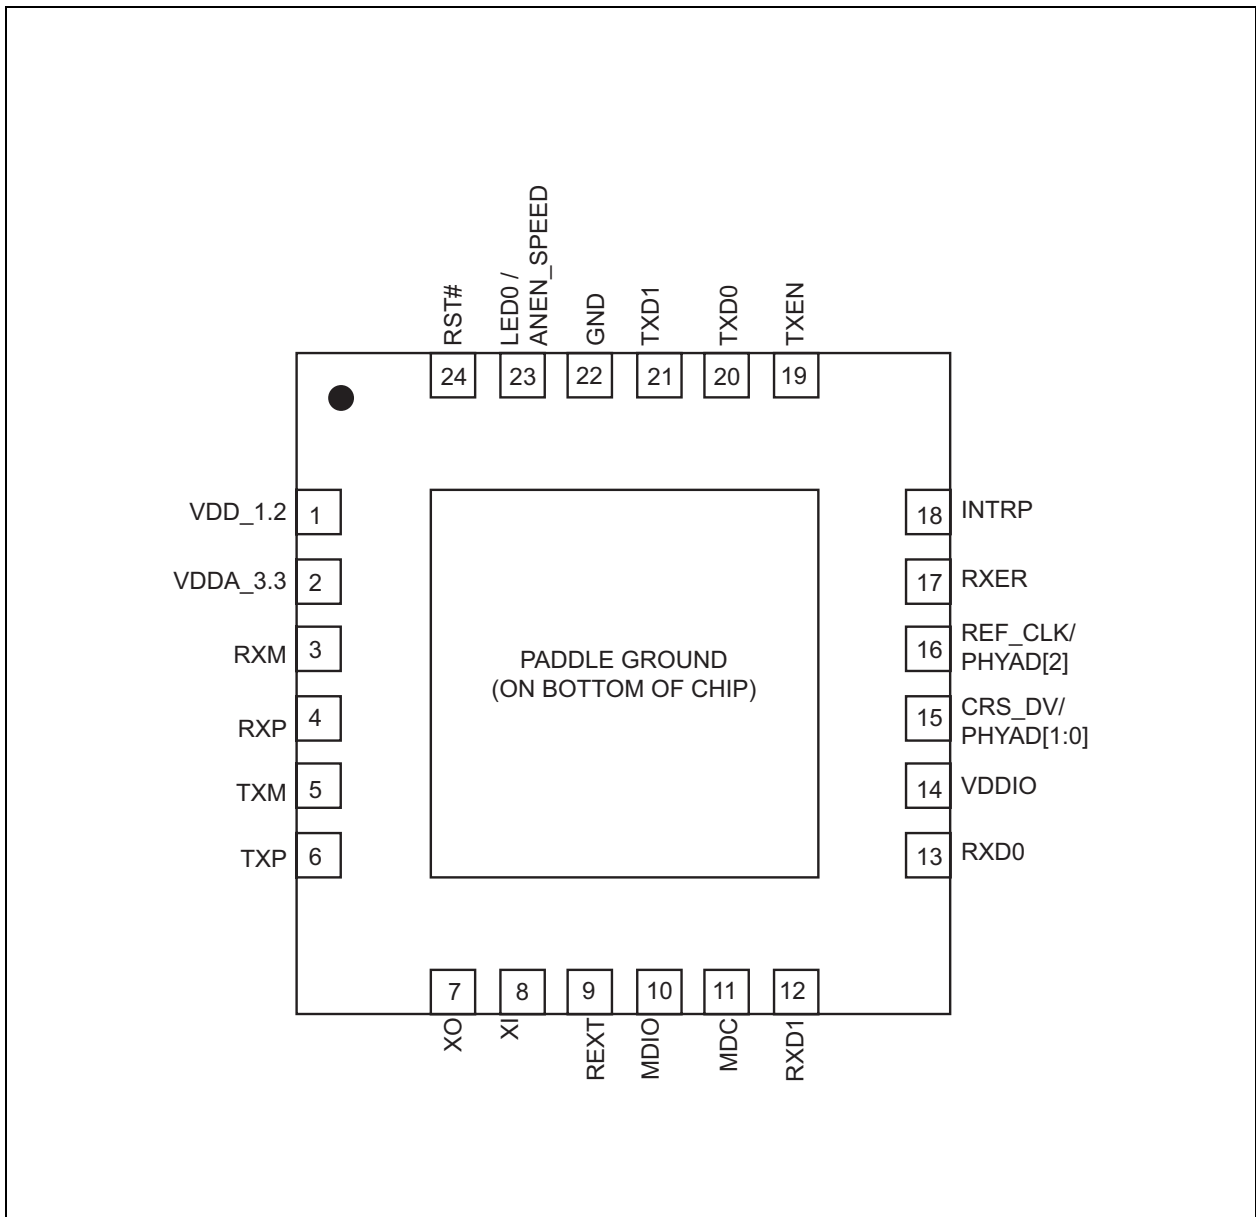 RST#
LED0 /
ANEN_SPEED
GND
TXD1
TXD0
TXEN
24
23
22
21
20
19
VDD_1.2
1
VDDA_3.3
2
RXM
3
RXP
4
TXM
5
TXP
6
PADDLE GROUND
(ON BOTTOM OF CHIP)
18
INTRP
17
RXER
16
REF_CLK/
PHYAD[2]
15
CRS_DV/
PHYAD[1:0]
14
VDDIO
13
RXD0
7
8
9
10
11
12
XO
XI
REXT
MDIO
MDC
RXD1